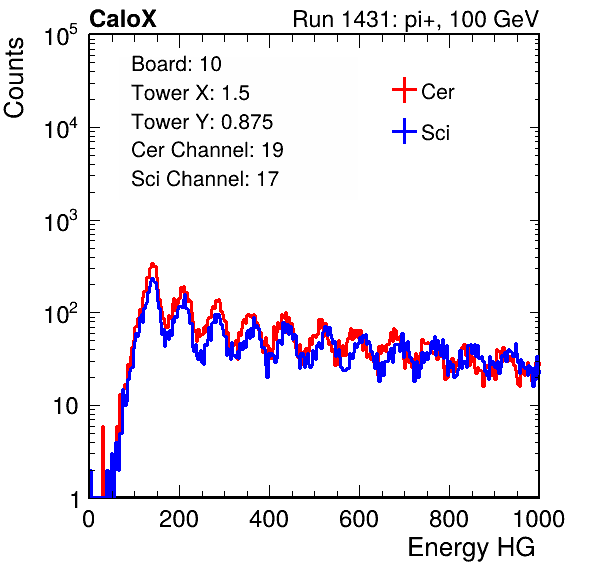 CaloX Run 1431: pi+, 100 GeV
Counts
Board: 10
Tower X: 1.5
Tower Y: 0.875
Cer Channel: 19
Sci Channel: 17
Cer
Sci
10^5
10^4
10^3
10^2
10
1
0 200 400 600 800 1000
Energy HG